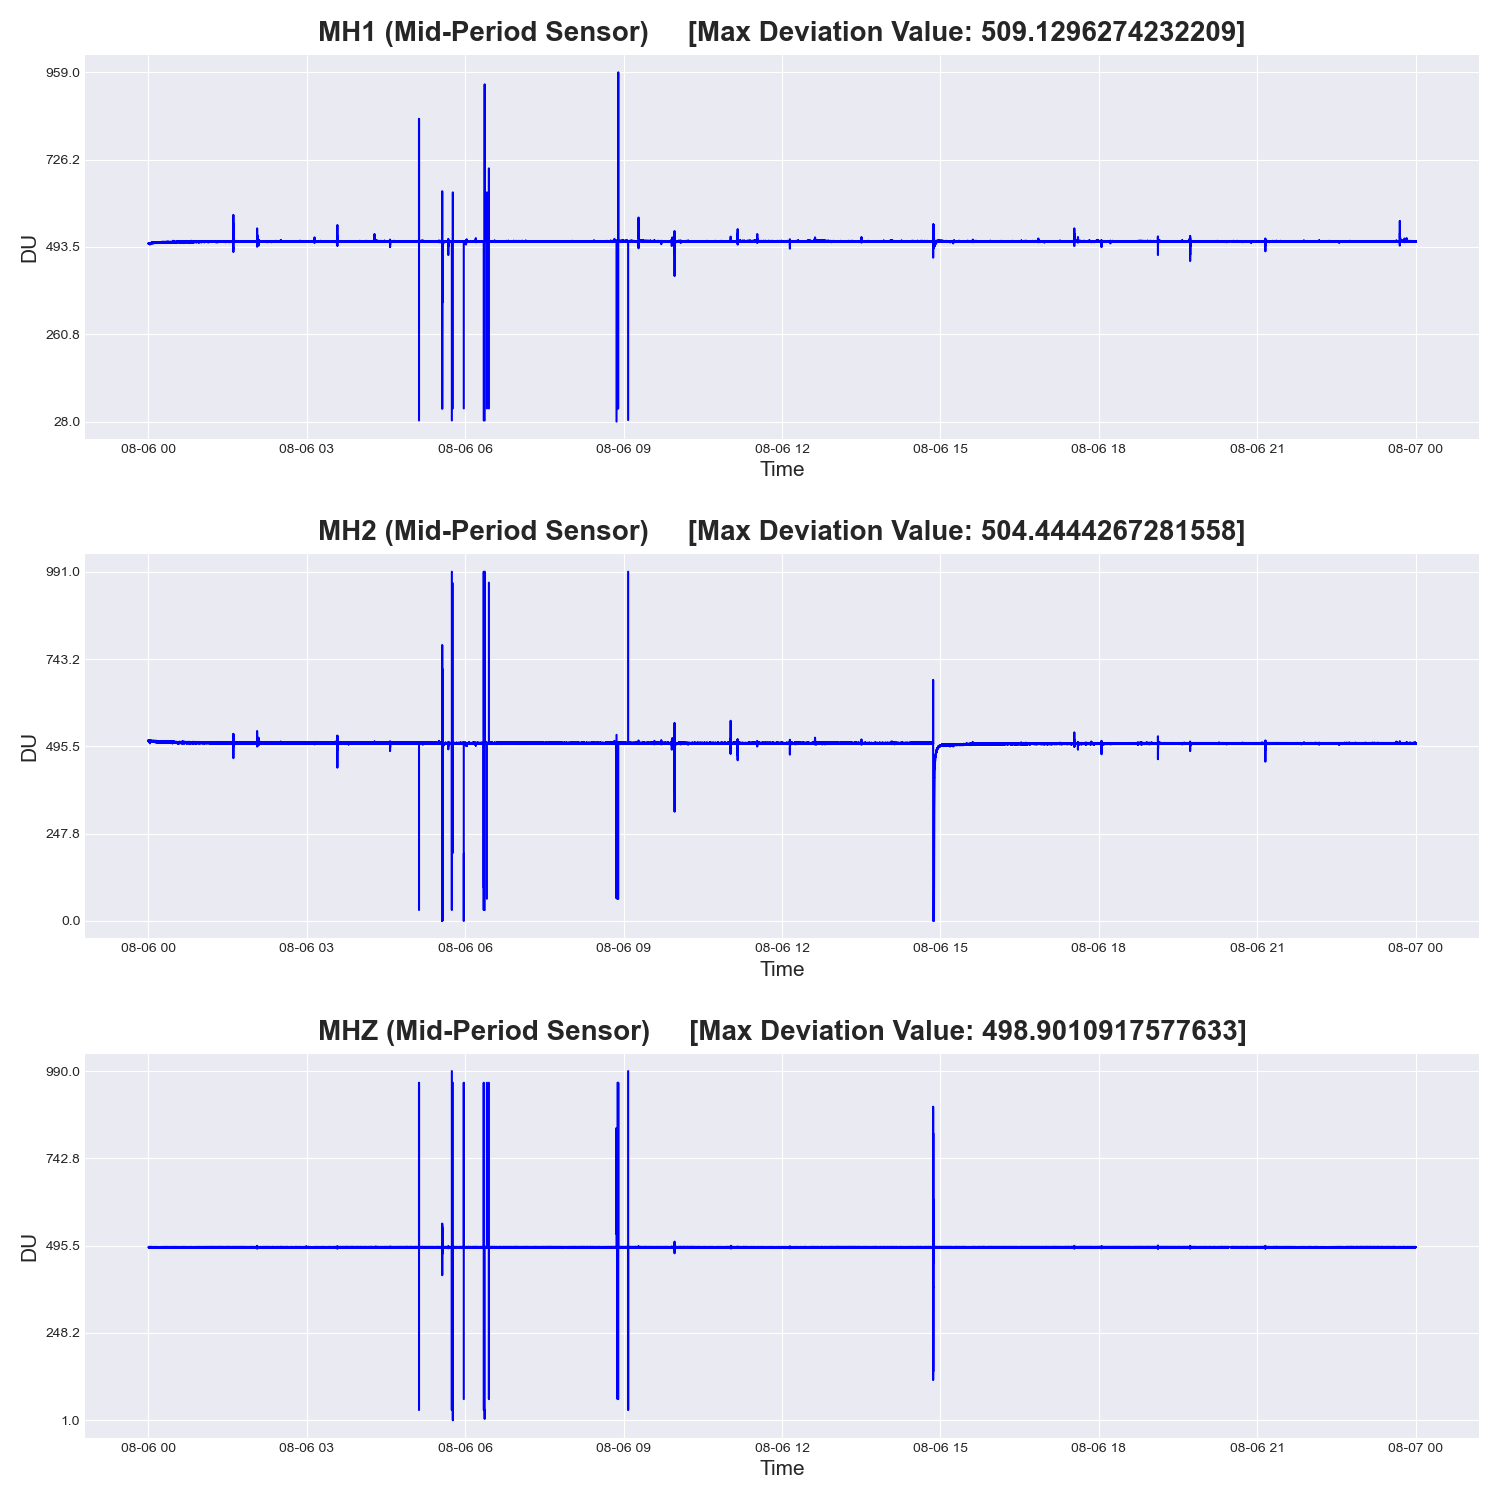 MH1 (Mid-Period Sensor) [Max Deviation Value: 509.1296274232209]
959.0
726.2
493.5
260.8
28.0
DU
08-06 00 08-06 03 08-06 06 08-06 09 08-06 12 08-06 15 08-06 18 08-06 21 08-07 00
Time
MH2 (Mid-Period Sensor) [Max Deviation Value: 504.4444267281558]
991.0
743.2
495.5
247.8
0.0
DU
08-06 00 08-06 03 08-06 06 08-06 09 08-06 12 08-06 15 08-06 18 08-06 21 08-07 00
Time
MHZ (Mid-Period Sensor) [Max Deviation Value: 498.9010917577633]
990.0
742.8
495.5
248.2
1.0
DU
08-06 00 08-06 03 08-06 06 08-06 09 08-06 12 08-06 15 08-06 18 08-06 21 08-07 00
Time